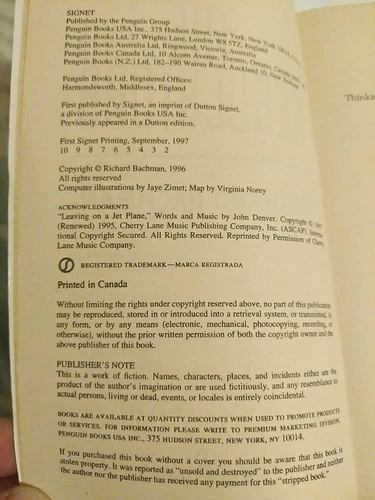 SIGNET
Published by the Penguin Group
Penguin Books USA Inc., 375 Hudson Street, New York, New York
Penguin Books Ltd, 27 Wrights Lane, London W8 5TZ, England
Penguin Books Australia Ltd, Ringwood, Victoria, Australia
Penguin Books Canada Ltd, 10 Alcorn Avenue, Toronto, Ontario, Canada
Penguin Books (N.Z.) Ltd, 182-190 Wairau Road, Auckland 10, New Zealand
Penguin Books Ltd, Registered Offices:
Harmondsworth, Middlesex, England
First published by Signet, an imprint of Dutton Signet,
a division of Penguin Books USA Inc.
Previously appeared in a Dutton edition.
First Signet Printing, September, 1997
10 9 8 7 6 5 4 3 2
Copyright © Richard Bachman, 1996
All rights reserved
Computer illustrations by Jaye Zimet; Map by Virginia Norey
ACKNOWLEDGMENTS
"Leaving on a Jet Plane," Words and Music by John Denver. Copyright ©
(Renewed) 1995, Cherry Lane Music Publishing Company, Inc. (ASCAP). Interna-
tional Copyright Secured. All Rights Reserved. Reprinted by Permission of Cherry
Lane Music Company.
REGISTERED TRADEMARK—MARCA REGISTRADA
Printed in Canada
Without limiting the rights under copyright reserved above, no part of this publication
may be reproduced, stored in or introduced into a retrieval system, or transmitted, in
any form, or by any means (electronic, mechanical, photocopying, recording, or
otherwise), without the prior written permission of both the copyright owner and the
above publisher of this book.
PUBLISHER'S NOTE
This is a work of fiction. Names, characters, places, and incidents either are the
product of the author's imagination or are used fictitiously, and any resemblance to
actual persons, living or dead, events, or locales is entirely coincidental.
BOOKS ARE AVAILABLE AT QUANTITY DISCOUNTS WHEN USED TO PROMOTE PRODUCTS
OR SERVICES. FOR INFORMATION PLEASE WRITE TO PREMIUM MARKETING DIVISION,
PENGUIN BOOKS USA INC., 375 HUDSON STREET, NEW YORK, NY 10014.
If you purchased this book without a cover you should be aware that this book is
stolen property. It was reported as "unsold and destroyed" to the publisher and neither
the author nor the publisher has received any payment for this "stripped book."
Thinki